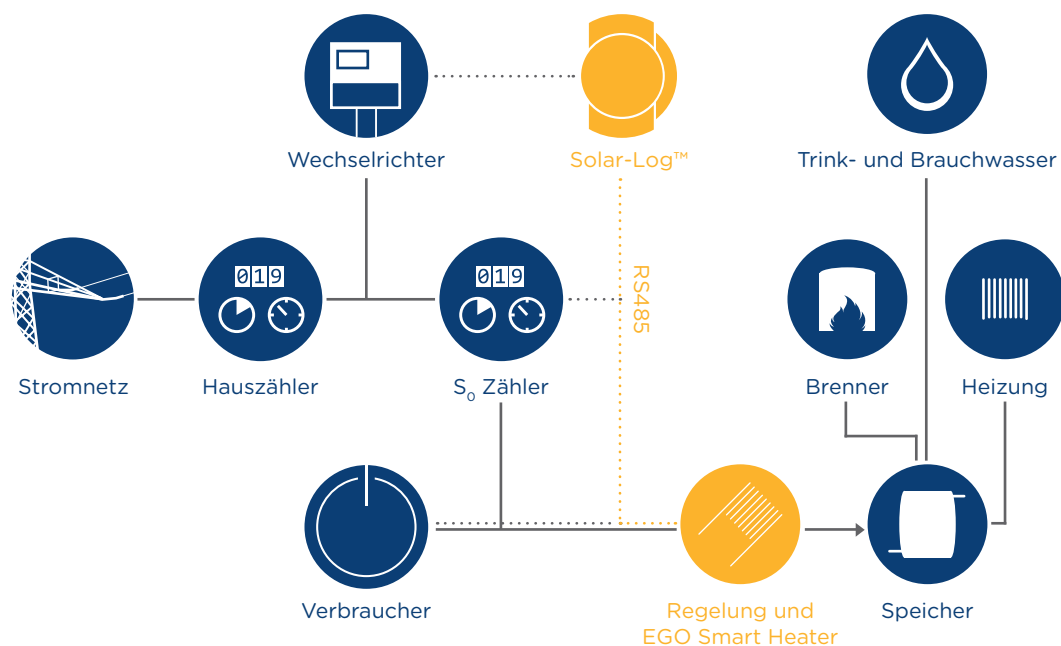 Wechselrichter
Solar-Log™
Trink- und Brauchwasser
019
019
RS485
Stromnetz
Hauszähler
S₀ Zähler
Brenner
Heizung
Verbraucher
Regelung und
EGO Smart Heater
Speicher